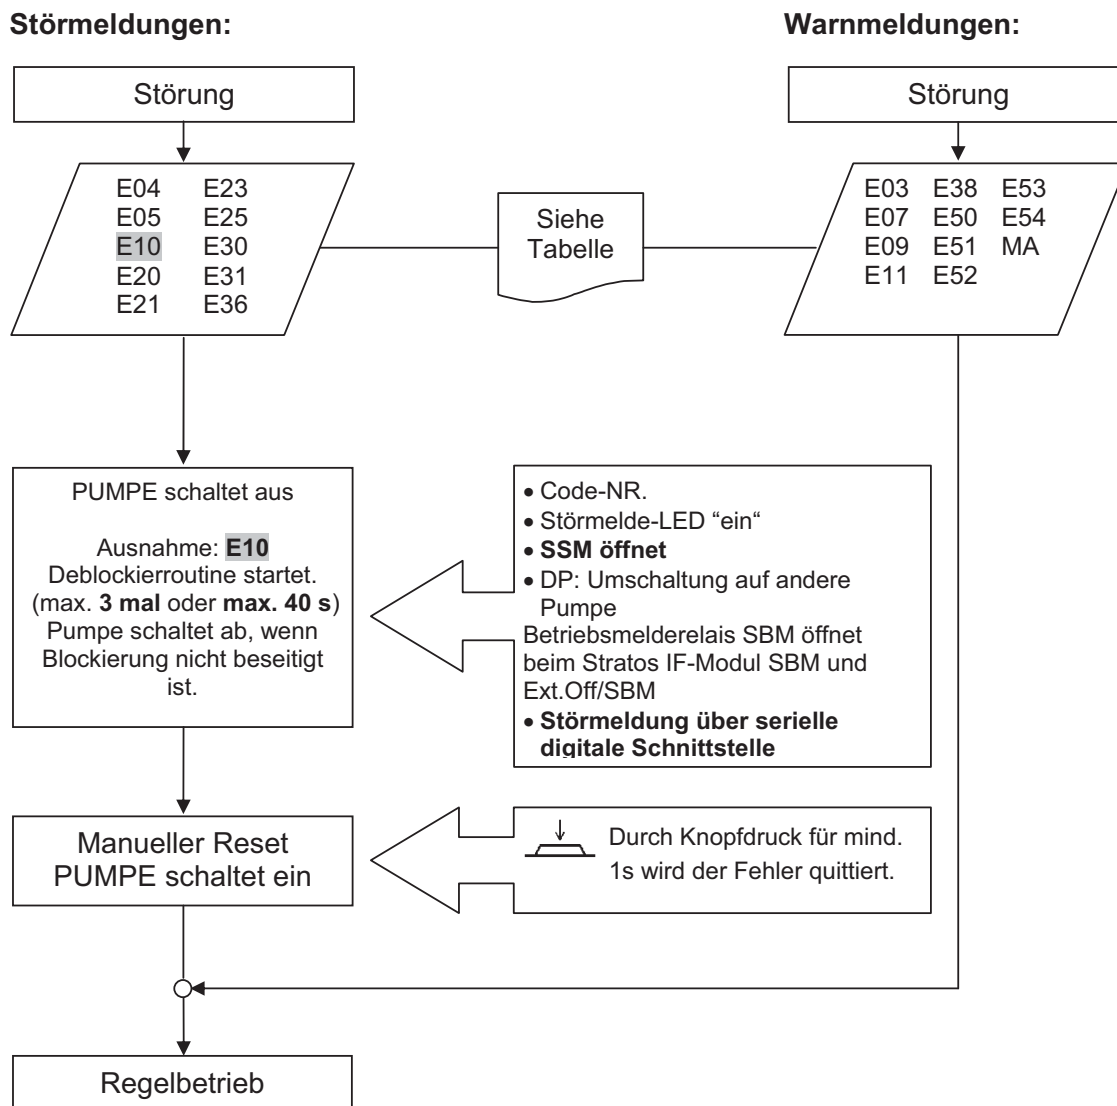 Störmeldungen:
Warnmeldungen:
Störung
Störung
E04 E23
E05 E25
E10 E30
E20 E31
E21 E36
Siehe
Tabelle
E03 E38 E53
E07 E50 E54
E09 E51 MA
E11 E52
PUMPE schaltet aus
Ausnahme: E10
Deblockierroutine startet.
(max. 3 mal oder max. 40 s)
Pumpe schaltet ab, wenn
Blockierung nicht beseitigt
ist.
• Code-NR.
• Störmelde-LED “ein“
• SSM öffnet
• DP: Umschaltung auf andere
Pumpe
Betriebsmelderelais SBM öffnet
beim Stratos IF-Modul SBM und
Ext.Off/SBM
• Störmeldung über serielle
digitale Schnittstelle
Manueller Reset
PUMPE schaltet ein
Durch Knopfdruck für mind.
1s wird der Fehler quittiert.
Regelbetrieb